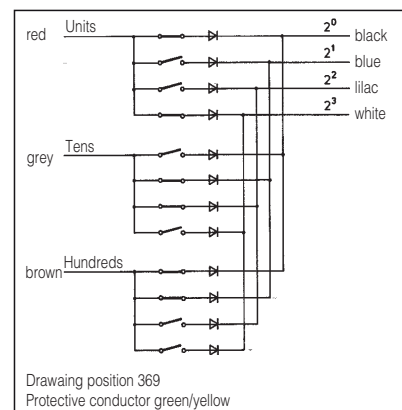 red Units 2⁰ black
2¹ blue
2² lilac
2³ white
grey Tens
brown Hundreds
Drawaing position 369
Protective conductor green/yellow